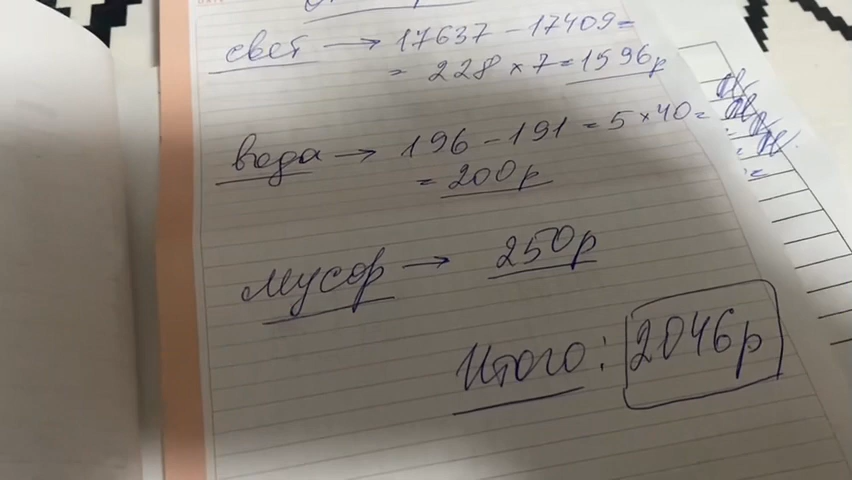 свет → 17637 - 17409 =
= 228 × 7 = 1596р
вода → 196 - 191 = 5 × 40 =
= 200р
мусор → 250р
Итого: 2046р